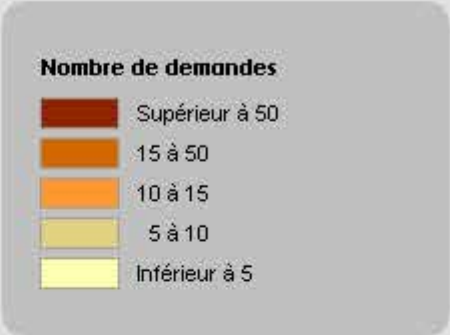 Nombre de demandes
Supérieur à 50
15 à 50
10 à 15
5 à 10
Inférieur à 5